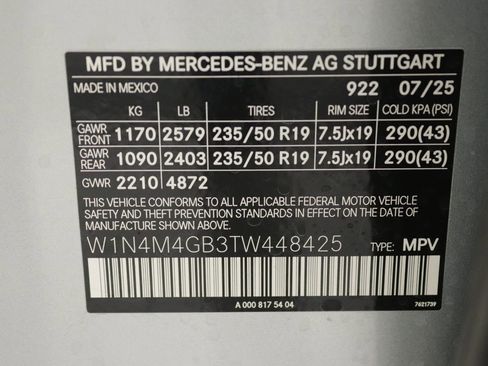 MFD BY MERCEDES-BENZ AG STUTTGART
MADE IN MEXICO 922 07/25
KG LB TIRES RIM SIZE COLD KPA(PSI)
GAWR FRONT 1170 2579 235/50 R19 7.5Jx19 290(43)
GAWR REAR 1090 2403 235/50 R19 7.5Jx19 290(43)
GVWR 2210 4872
THIS VEHICLE CONFORMS TO ALL APPLICABLE FEDERAL MOTOR VEHICLE
SAFETY AND THEFT PREVENTION STANDARDS IN EFFECT ON THE DATE
OF MANUFACTURE SHOWN ABOVE.
W1N4M4GB3TW448425 TYPE: MPV
A 000 817 54 04 7621739